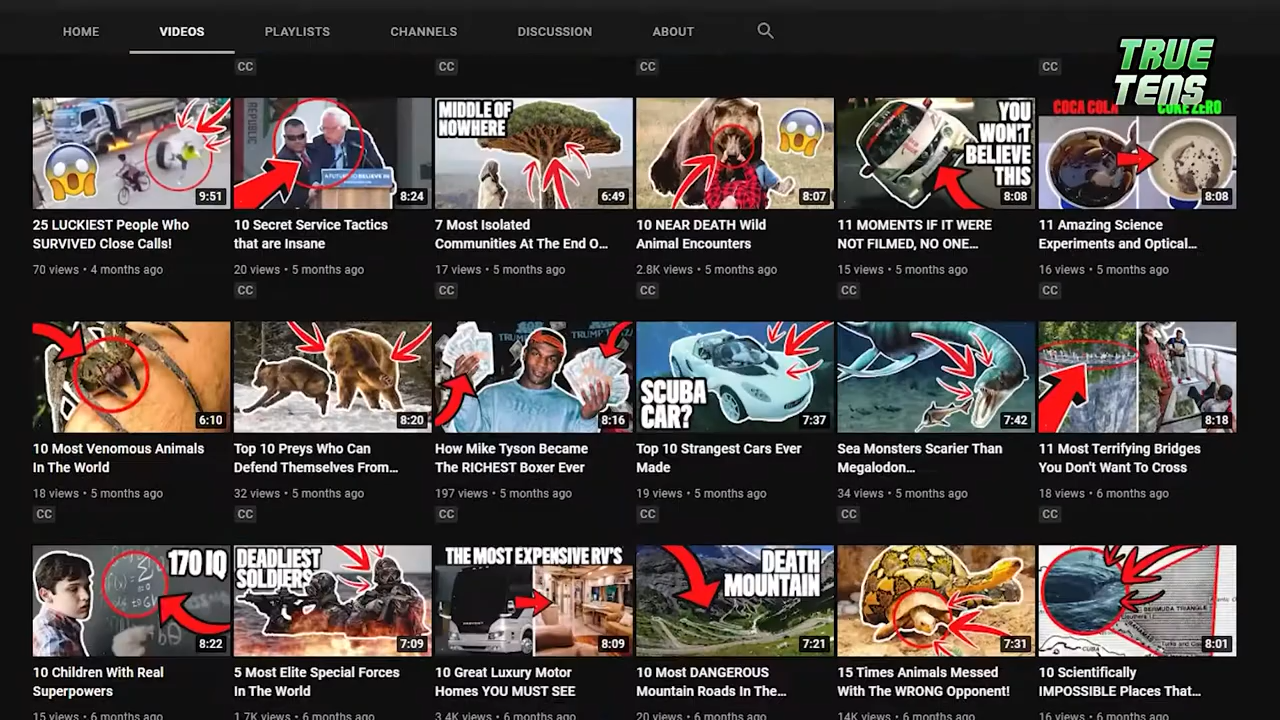 HOME VIDEOS PLAYLISTS CHANNELS DISCUSSION ABOUT
TRUE
TENS
CC CC CC CC
REPUBLIC
A FUTURE TO BELIEVE IN
MIDDLE OF
NOWHERE
YOU
WON'T
BELIEVE
THIS
COCA COLA COKE ZERO
9:51 8:24 6:49 8:07 8:08 8:08
25 LUCKIEST People Who
SURVIVED Close Calls!
70 views • 4 months ago
10 Secret Service Tactics
that are Insane
20 views • 5 months ago
CC
7 Most Isolated
Communities At The End O...
17 views • 5 months ago
CC
10 NEAR DEATH Wild
Animal Encounters
2.8K views • 5 months ago
11 MOMENTS IF IT WERE
NOT FILMED, NO ONE...
15 views • 5 months ago
CC
11 Amazing Science
Experiments and Optical...
16 views • 5 months ago
CC
TRUMP
SCUBA
CAR?
6:10 8:20 8:16 7:37 7:42 8:18
10 Most Venomous Animals
In The World
18 views • 5 months ago
CC
Top 10 Preys Who Can
Defend Themselves From...
32 views • 5 months ago
CC
How Mike Tyson Became
The RICHEST Boxer Ever
197 views • 5 months ago
CC
Top 10 Strangest Cars Ever
Made
19 views • 5 months ago
CC
Sea Monsters Scarier Than
Megalodon...
34 views • 5 months ago
CC
11 Most Terrifying Bridges
You Don't Want To Cross
18 views • 6 months ago
CC
170 IQ
DEADLIEST
SOLDIERS
THE MOST EXPENSIVE RV'S
DEATH
MOUNTAIN
BERMUDA TRIANGLE
CUBA
8:22 7:09 8:09 7:21 7:31 8:01
10 Children With Real
Superpowers
15 views • 6 months ago
5 Most Elite Special Forces
In The World
1.7K views • 6 months ago
10 Great Luxury Motor
Homes YOU MUST SEE
3.4K views • 6 months ago
10 Most DANGEROUS
Mountain Roads In The...
20 views • 6 months ago
15 Times Animals Messed
With The WRONG Opponent!
14K views • 6 months ago
10 Scientifically
IMPOSSIBLE Places That...
16 views • 6 months ago